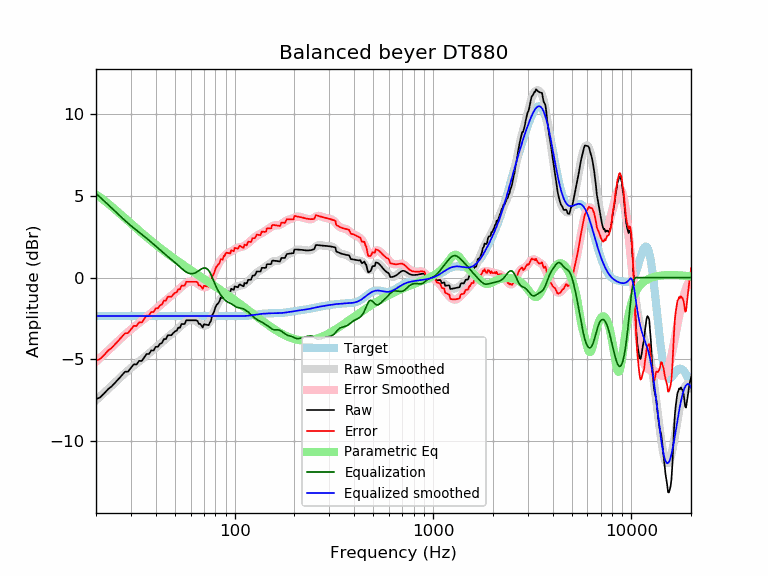 Balanced beyer DT880
Amplitude (dBr)
10
5
0
−5
−10
Target
Raw Smoothed
Error Smoothed
Raw
Error
Parametric Eq
Equalization
Equalized smoothed
100
1000
10000
Frequency (Hz)